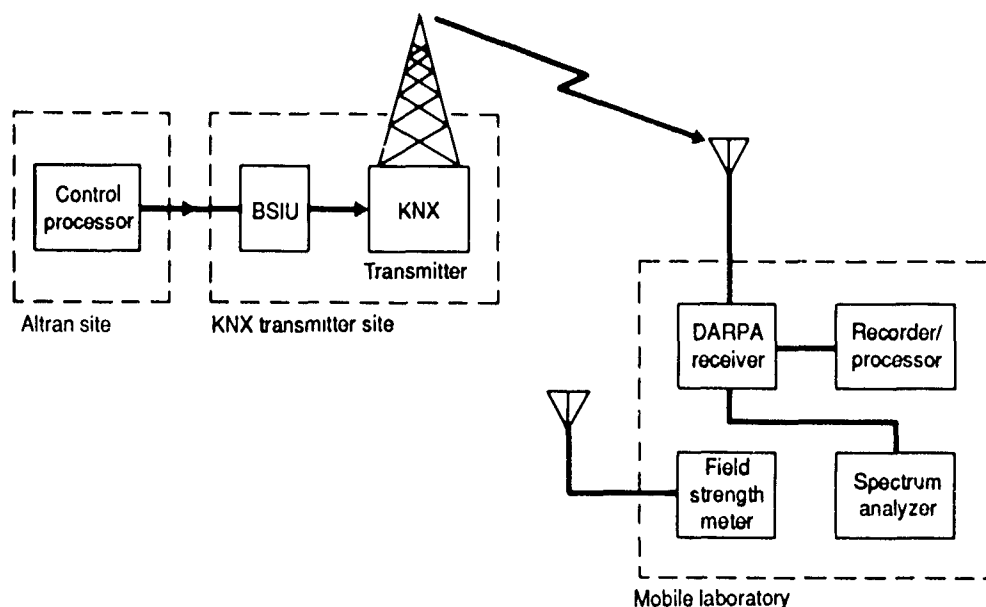 Control
processor
BSIU
KNX
Transmitter
Altran site
KNX transmitter site
DARPA
receiver
Recorder/
processor
Field
strength
meter
Spectrum
analyzer
Mobile laboratory